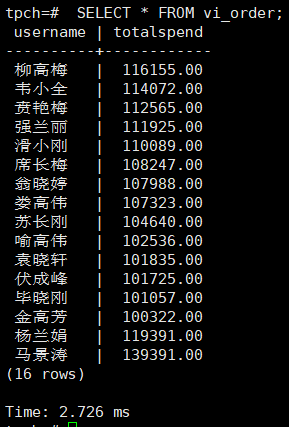 tpch=#  SELECT * FROM vi_order;
 username | totalspend
----------+------------
 柳高梅   |  116155.00
 韦小全   |  114072.00
 贲艳梅   |  112565.00
 强兰丽   |  111925.00
 滑小刚   |  110089.00
 席长梅   |  108247.00
 翁晓婷   |  107988.00
 娄高伟   |  107323.00
 苏长刚   |  104640.00
 喻高伟   |  102536.00
 袁晓轩   |  101835.00
 伏成峰   |  101725.00
 毕晓刚   |  101057.00
 金高芳   |  100322.00
 杨兰娟   |  119391.00
 马景涛   |  139391.00
(16 rows)

Time: 2.726 ms